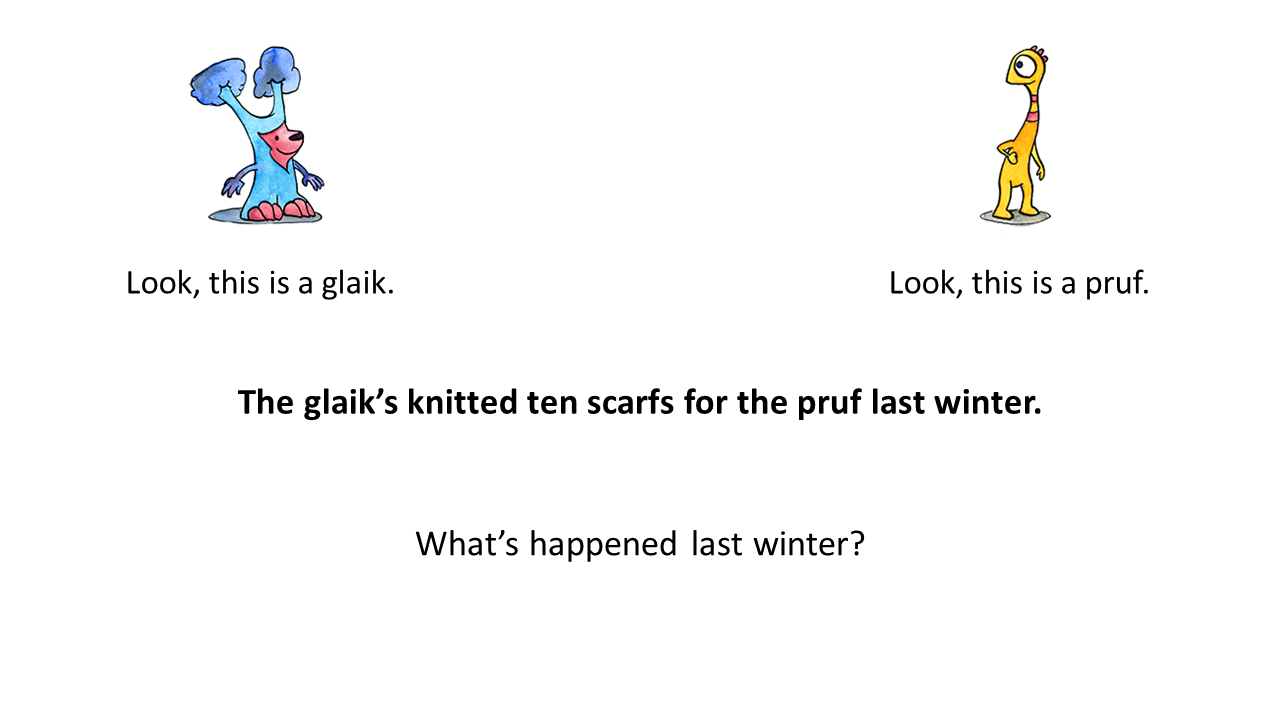 Look, this is a glaik.
Look, this is a pruf.
The glaik’s knitted ten scarfs for the pruf last winter.
What’s happened last winter?